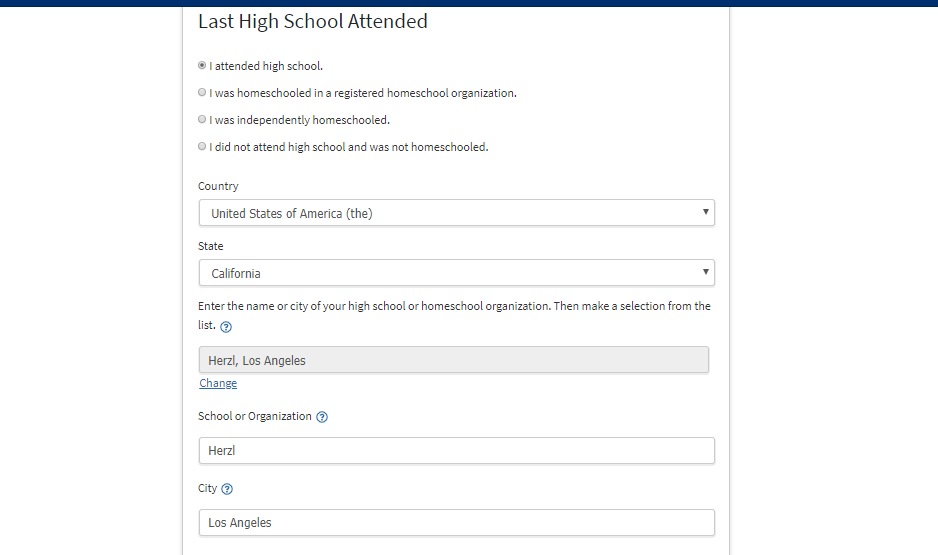 Last High School Attended
I attended high school.
I was homeschooled in a registered homeschool organization.
I was independently homeschooled.
I did not attend high school and was not homeschooled.
Country
United States of America (the)
State
California
Enter the name or city of your high school or homeschool organization. Then make a selection from the
list. ?
Herzl, Los Angeles
Change
School or Organization ?
Herzl
City ?
Los Angeles